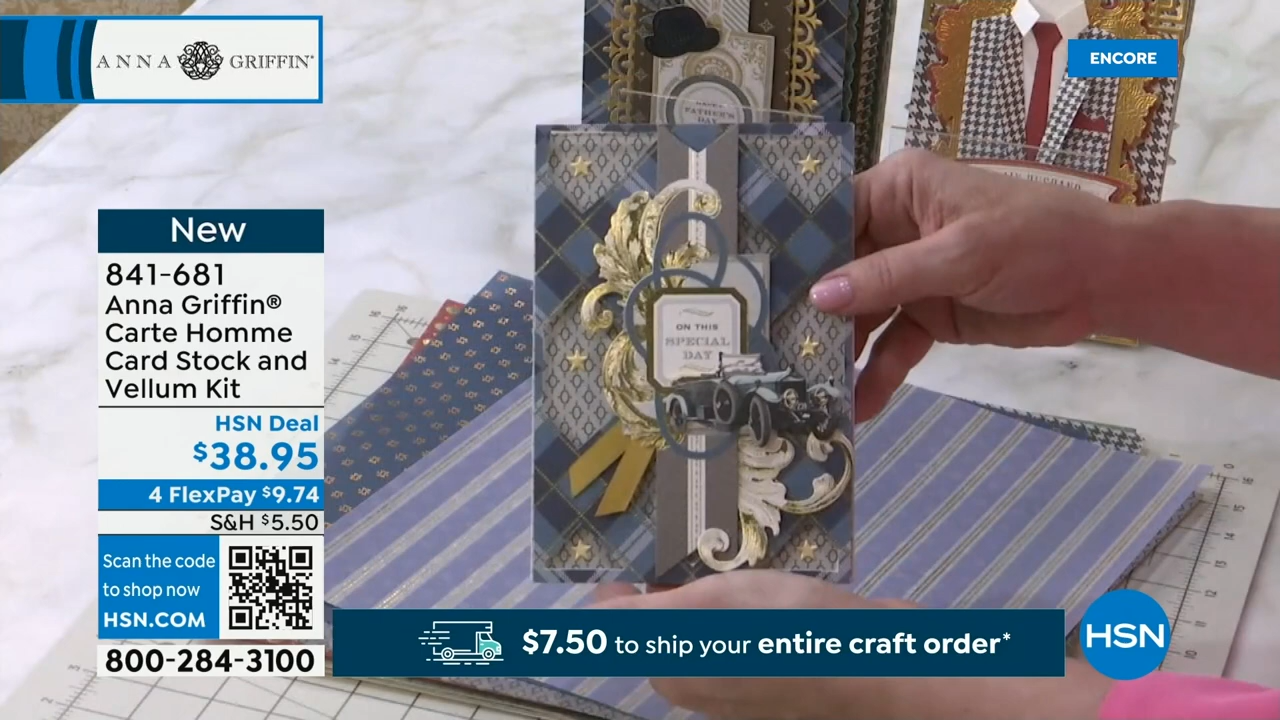 ANNA GRIFFIN®
ENCORE
New
841-681
Anna Griffin®
Carte Homme
Card Stock and
Vellum Kit
HSN Deal
$38.95
4 FlexPay $9.74
S&H $5.50
Scan the code
to shop now
HSN.COM
800-284-3100
HAPPY
FATHER'S
DAY
HUSBAND
ON THIS
SPECIAL
DAY
$7.50 to ship your entire craft order*
HSN